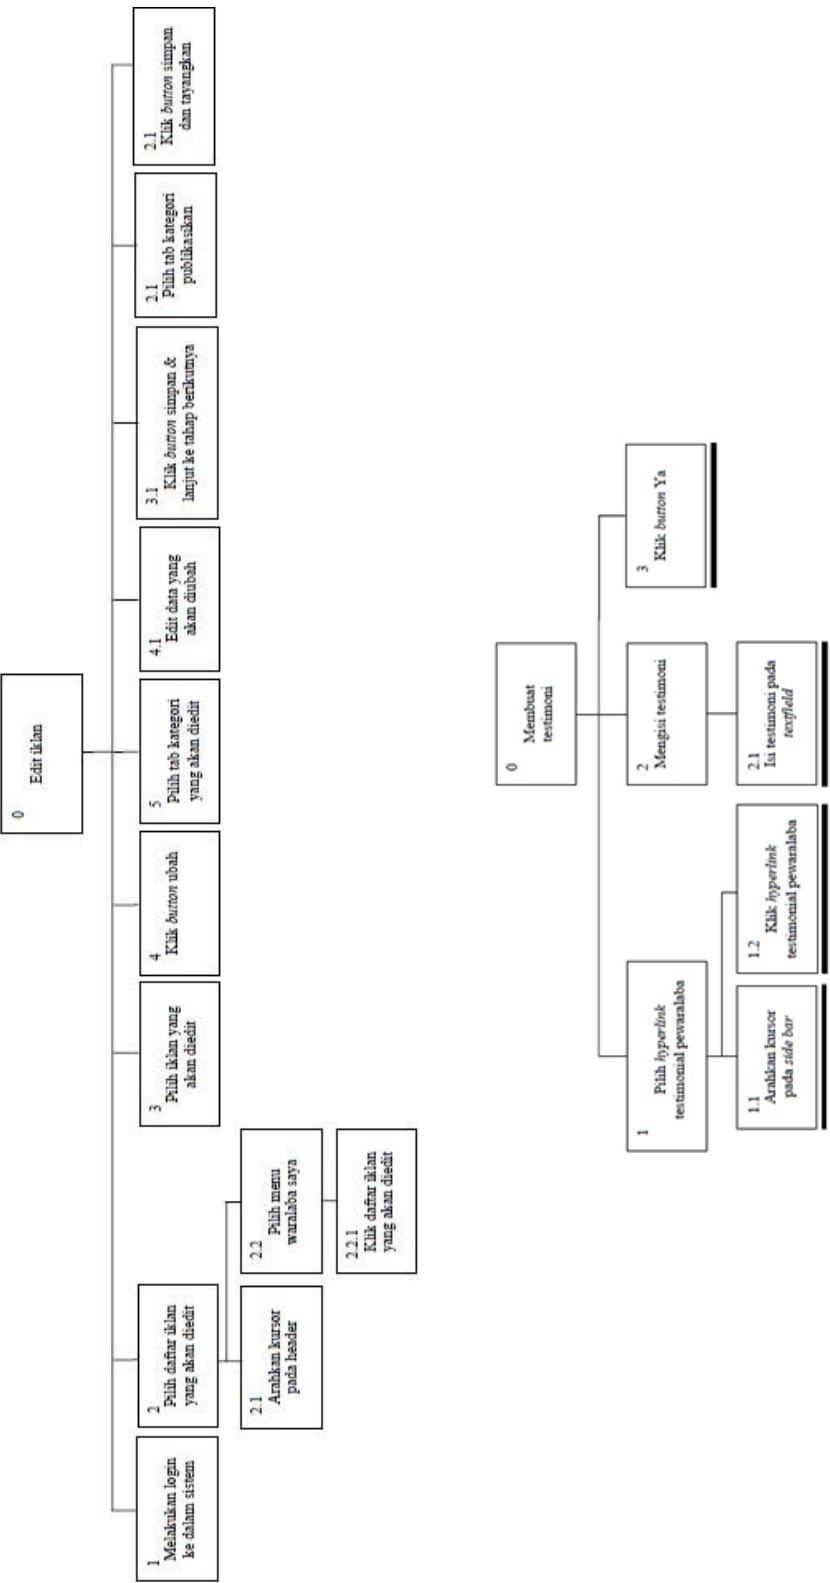 0
Edit iklan
1
Melakukan login
ke dalam sistem
2
Pilih daftar iklan
yang akan diedit
2.1
Arahkan kursor
pada header
2.2
Pilih menu
waralaba saya
2.2.1
Klik daftar iklan
yang akan diedit
3
Pilih iklan yang
akan diedit
4
Klik button ubah
5
Pilih tab kategori
yang akan diedit
4.1
Edit data yang
akan diubah
3.1
Klik button simpan &
lanjut ke tahap berikutnya
2.1
Pilih tab kategori
publikasikan
2.1
Klik button simpan
dan tayangkan
0
Membuat
testimoni
1
Pilih hyperlink
testimonial pewaralaba
1.1
Arahkan kursor
pada side bar
1.2
Klik hyperlink
testimonial pewaralaba
2
Mengisi testimoni
2.1
Isi testimoni pada
textfield
3
Klik button Ya